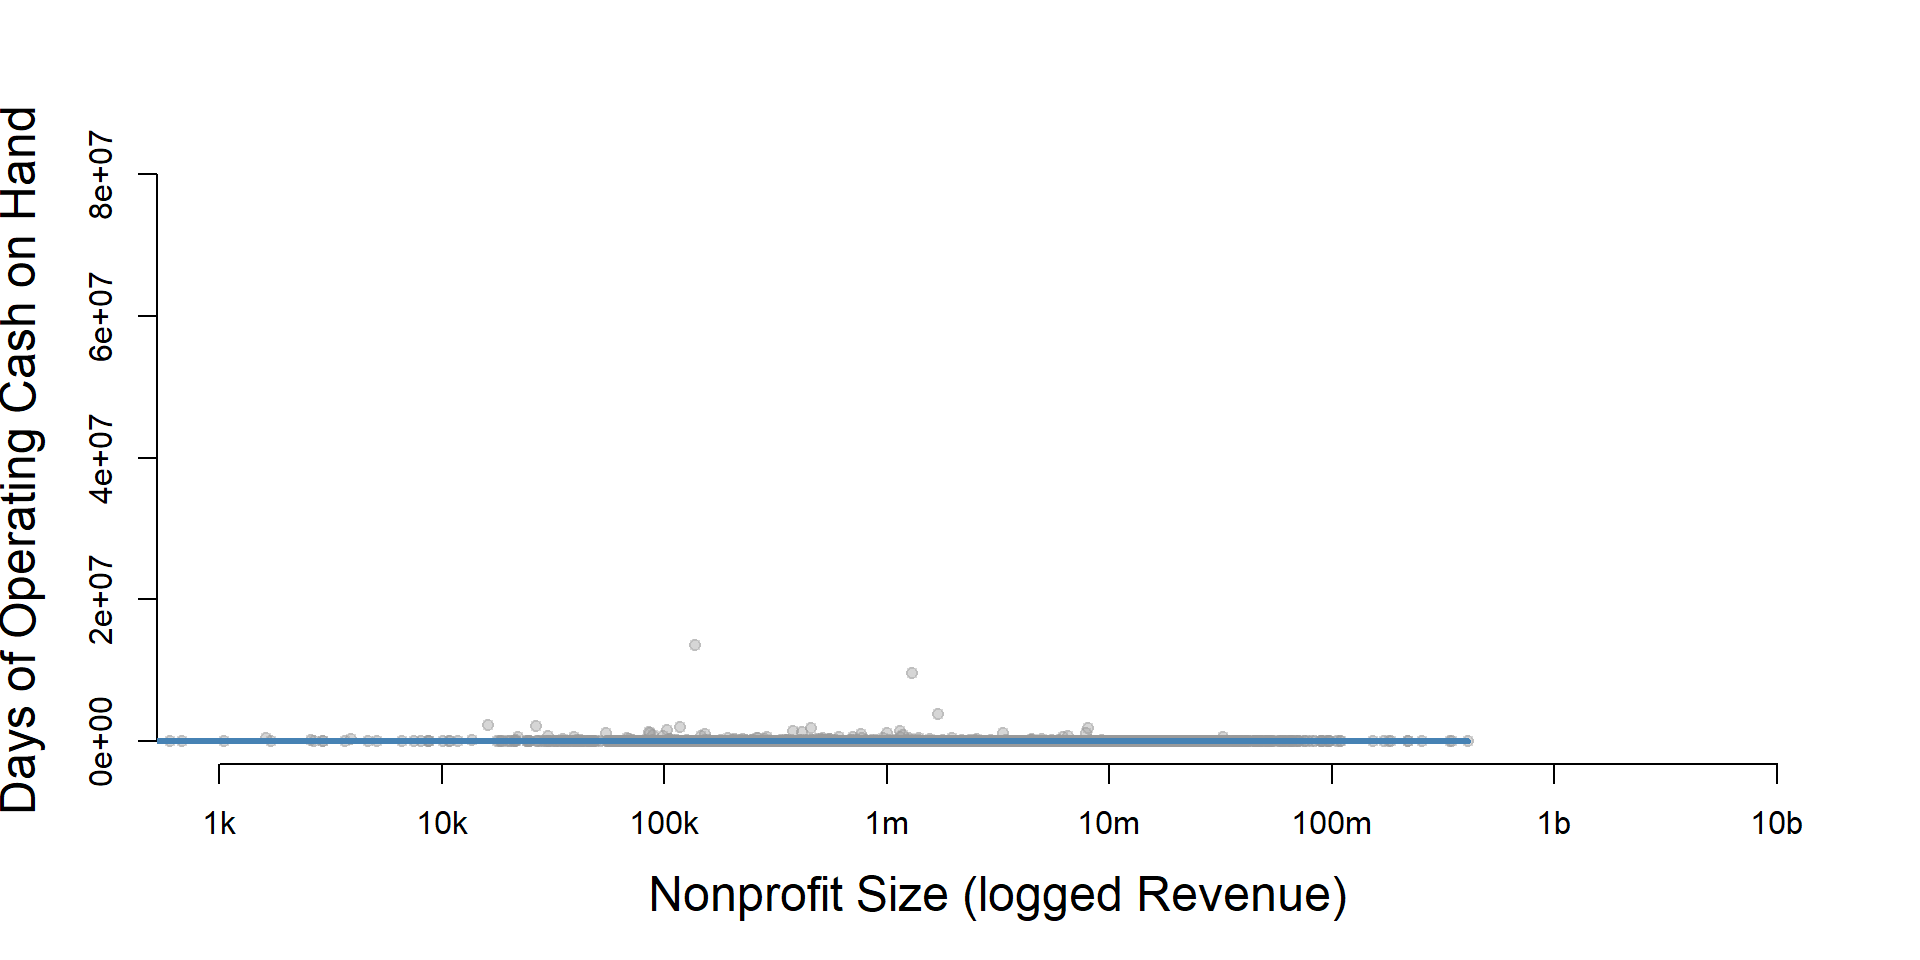 Days of Operating Cash on Hand
8e+07
6e+07
4e+07
2e+07
0e+00
1k 10k 100k 1m 10m 100m 1b 10b
Nonprofit Size (logged Revenue)